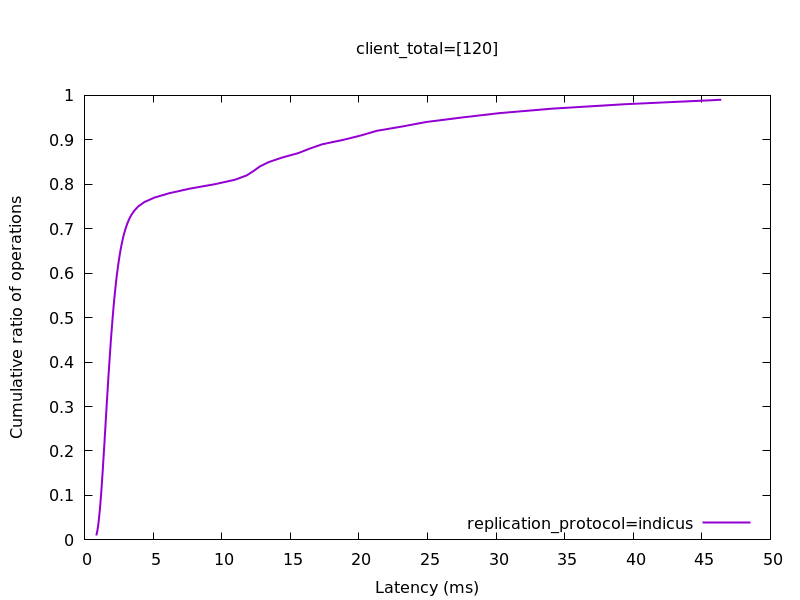 client_total=[120]
1
0.9
0.8
0.7
0.6
0.5
0.4
0.3
0.2
0.1
0
Cumulative ratio of operations
replication_protocol=indicus
0 5 10 15 20 25 30 35 40 45 50
Latency (ms)